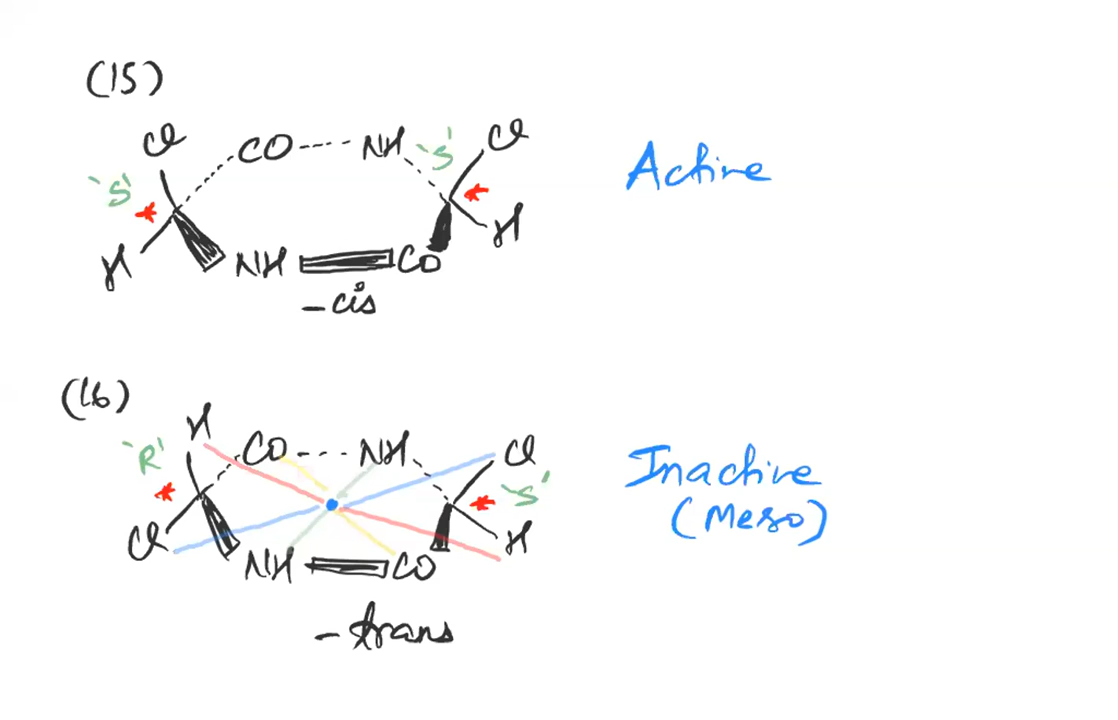 (15)
Cl CO NH 'S' Cl
'S' * * Active
H NH CO H
-cis
(16)
H
'R' CO NH Cl Inactive
* * 'S'
Cl H (Meso)
NH CO
-trans